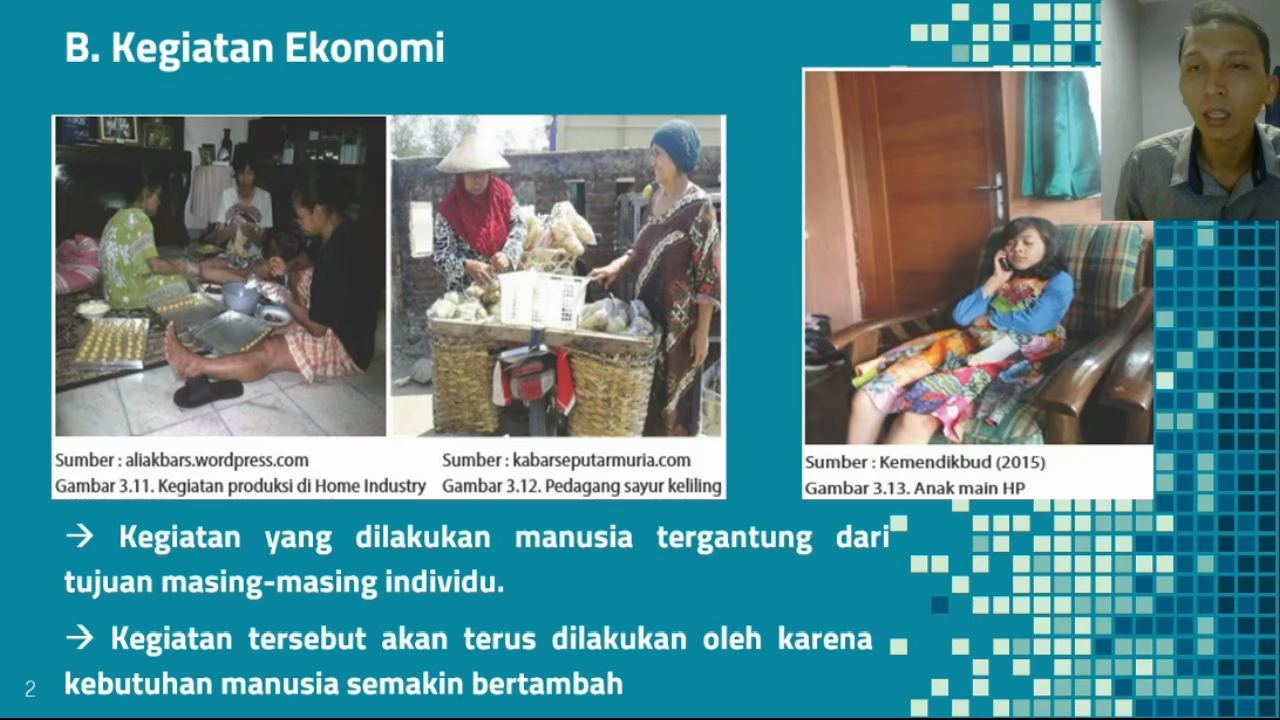 B. Kegiatan Ekonomi
Sumber : aliakbars.wordpress.com
Gambar 3.11. Kegiatan produksi di Home Industry
Sumber : kabarseputarmuria.com
Gambar 3.12. Pedagang sayur keliling
Sumber : Kemendikbud (2015)
Gambar 3.13. Anak main HP
→ Kegiatan yang dilakukan manusia tergantung dari
tujuan masing-masing individu.
→ Kegiatan tersebut akan terus dilakukan oleh karena
kebutuhan manusia semakin bertambah
2